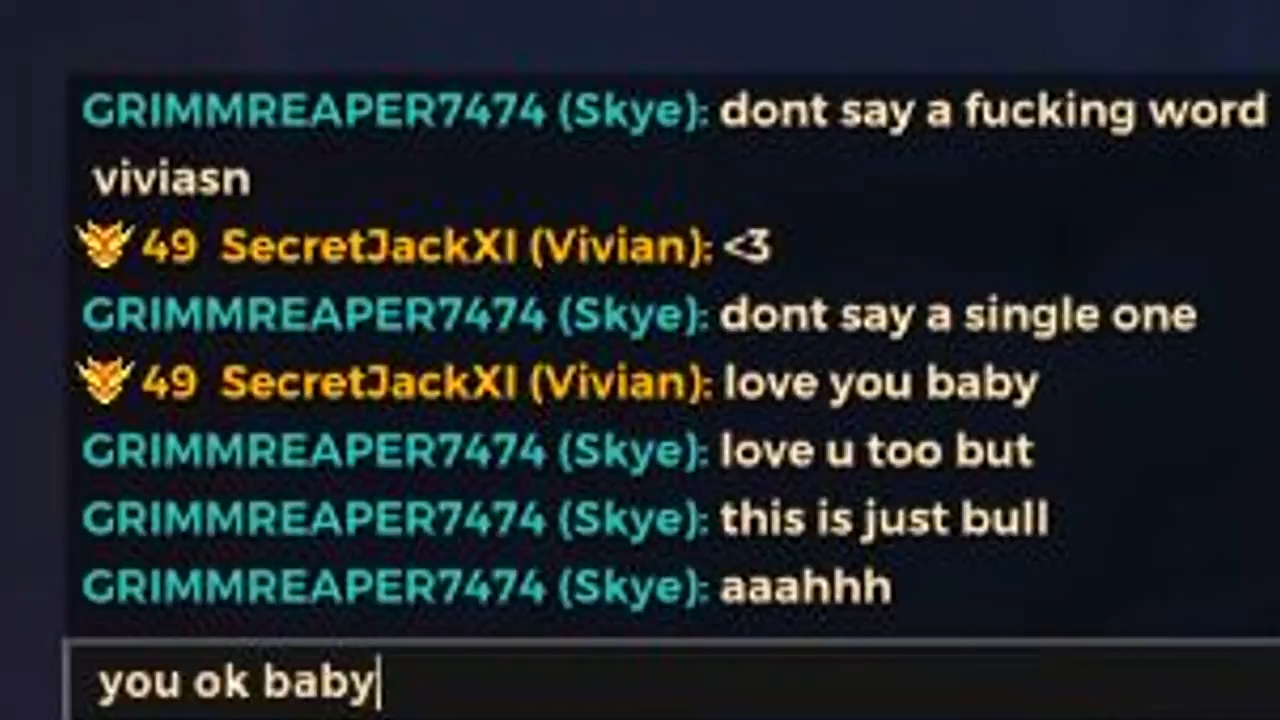 GRIMMREAPER7474 (Skye): dont say a fucking word
viviasn
49 SecretJackXI (Vivian): <3
GRIMMREAPER7474 (Skye): dont say a single one
49 SecretJackXI (Vivian): love you baby
GRIMMREAPER7474 (Skye): love u too but
GRIMMREAPER7474 (Skye): this is just bull
GRIMMREAPER7474 (Skye): aaahhh
you ok baby